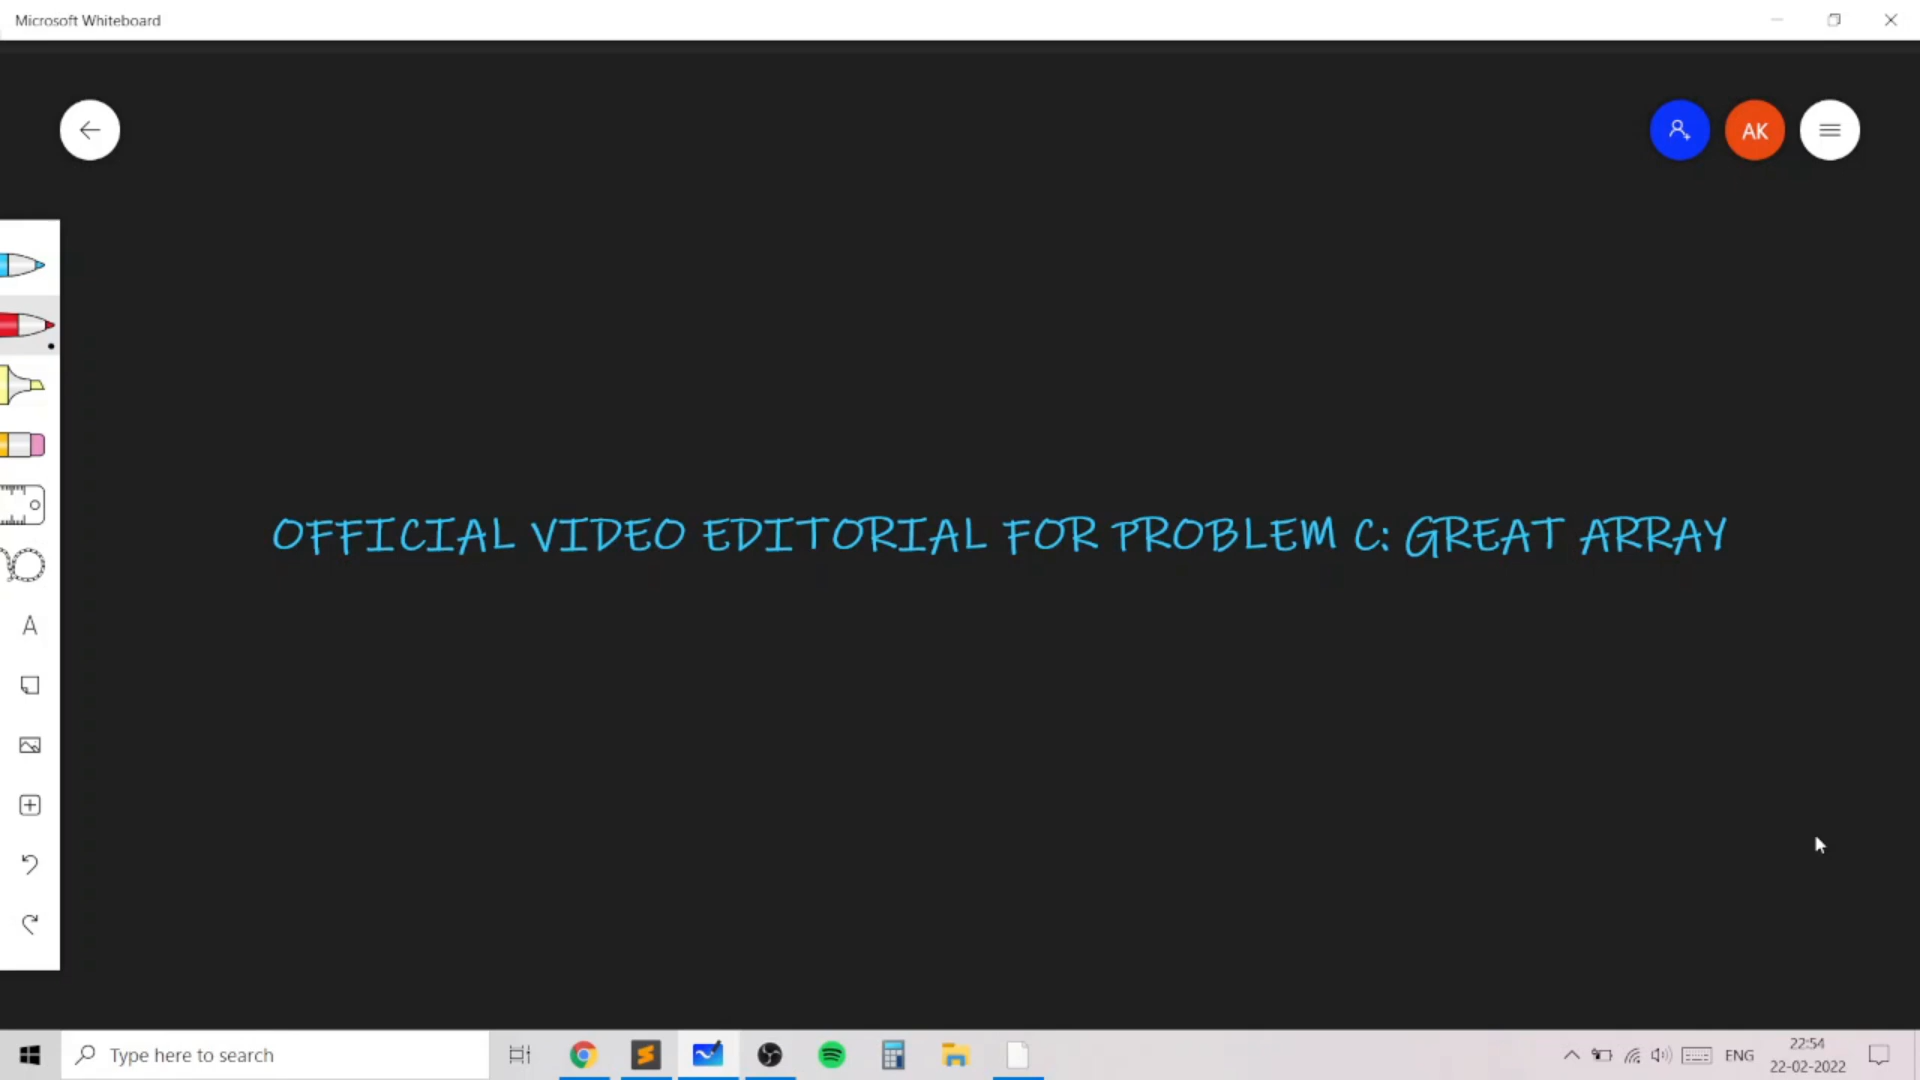 Microsoft Whiteboard
AK
OFFICIAL VIDEO EDITORIAL FOR PROBLEM C: GREAT ARRAY
A
Type here to search
ENG
22:54
22-02-2022